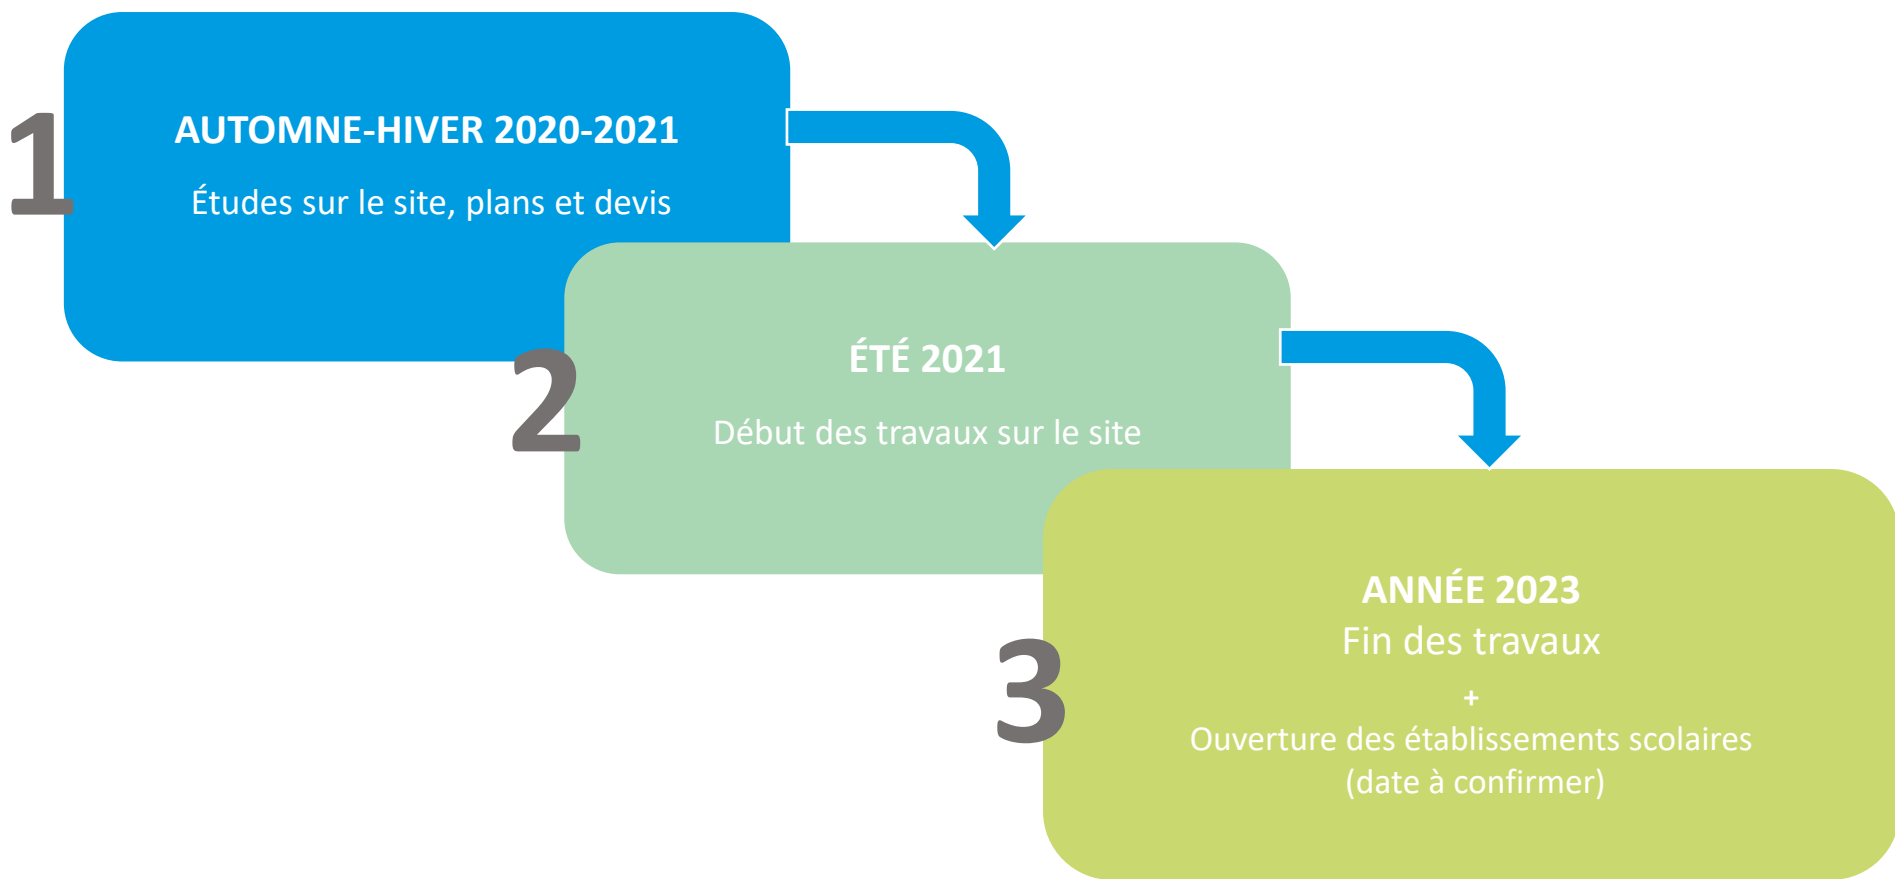 1
AUTOMNE-HIVER 2020-2021
Études sur le site, plans et devis
2
ÉTÉ 2021
Début des travaux sur le site
3
ANNÉE 2023
Fin des travaux
+
Ouverture des établissements scolaires
(date à confirmer)